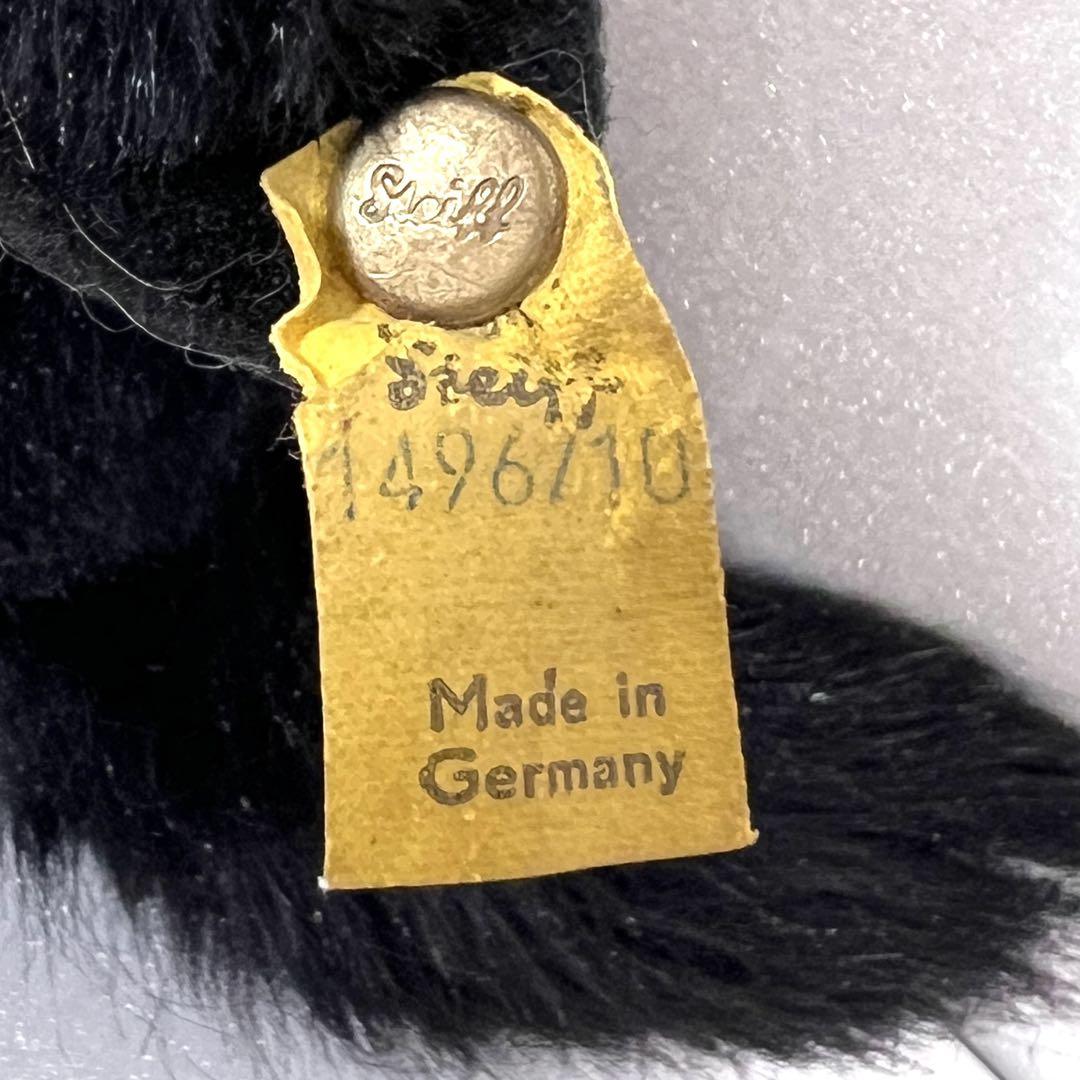 Steiff
Steiff
1496/10
Made in
Germany